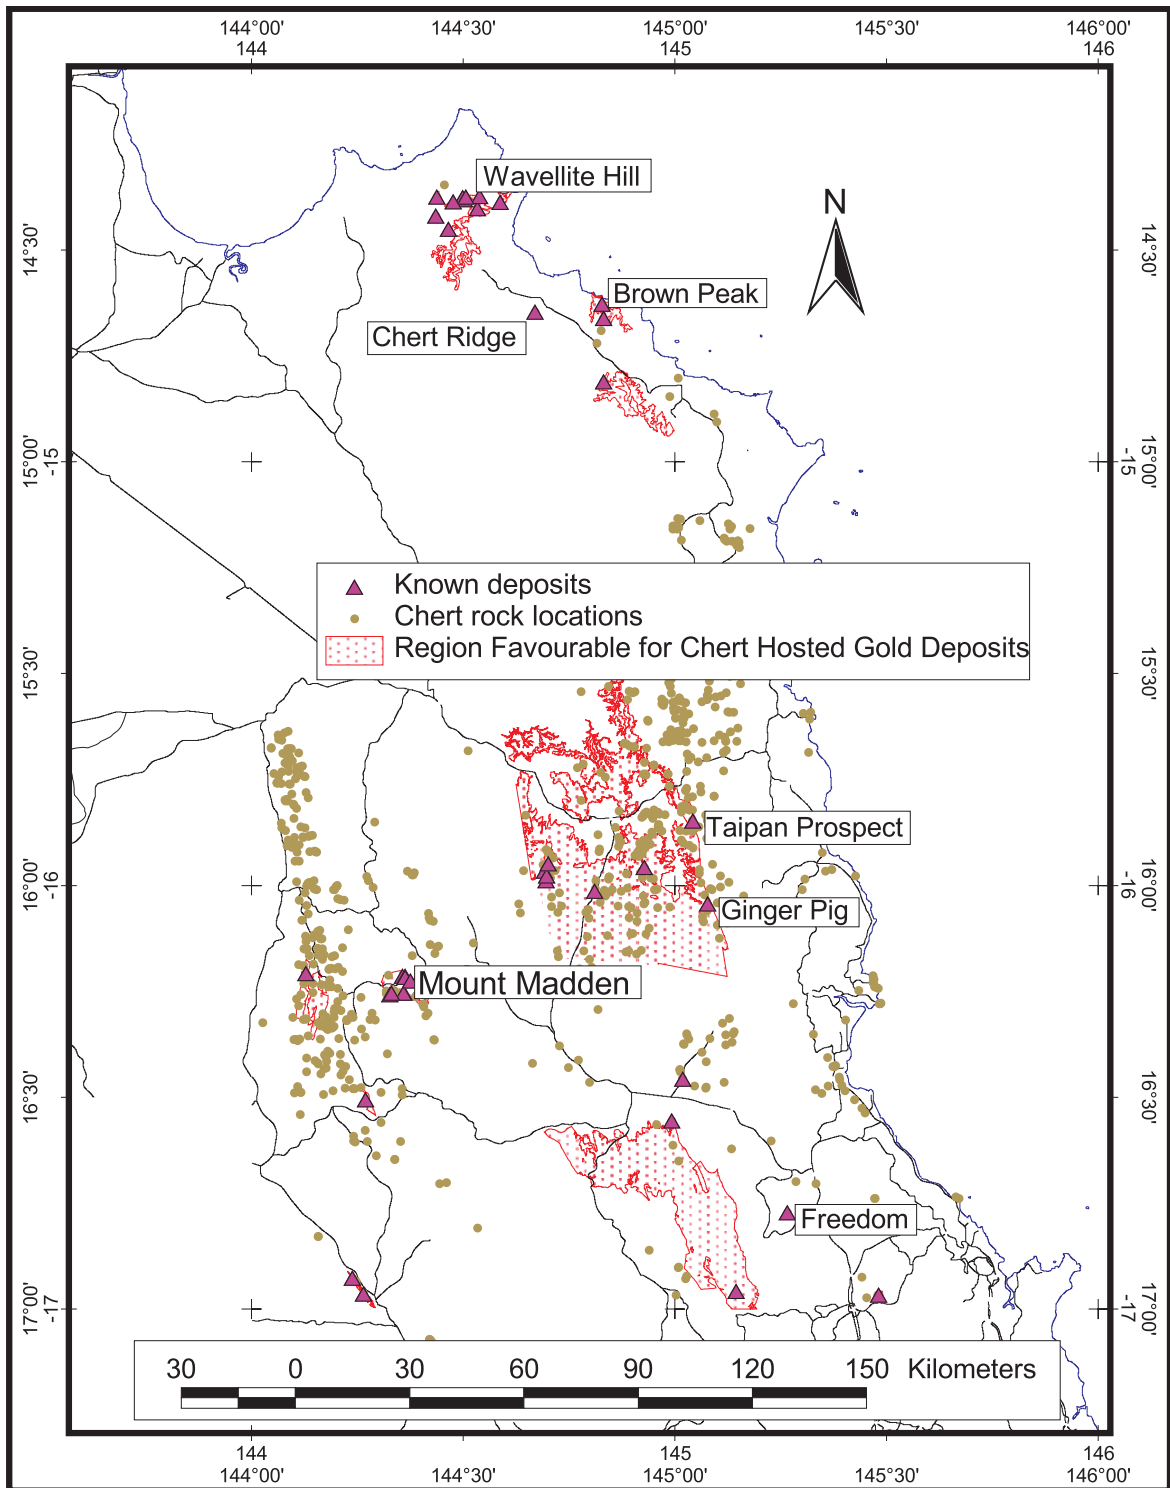 144°00' 144°30' 145°00' 145°30' 146°00'
144 145 146
Wavellite Hill
N
14°30' 14°30'
Brown Peak
Chert Ridge
15°00' -15 -15 15°00'
Known deposits
Chert rock locations
Region Favourable for Chert Hosted Gold Deposits
15°30' 15°30'
Taipan Prospect
16°00' -16 -16 16°00'
Ginger Pig
Mount Madden
16°30' 16°30'
Freedom
17°00' -17 -17 17°00'
30 0 30 60 90 120 150 Kilometers
144 145 146
144°00' 144°30' 145°00' 145°30' 146°00'